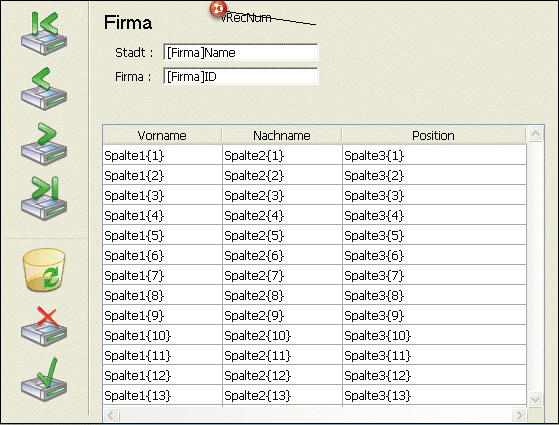 Firma
vRecNum
Stadt : [Firma]Name
Firma : [Firma]ID
Vorname Nachname Position
Spalte1{1} Spalte2{1} Spalte3{1}
Spalte1{2} Spalte2{2} Spalte3{2}
Spalte1{3} Spalte2{3} Spalte3{3}
Spalte1{4} Spalte2{4} Spalte3{4}
Spalte1{5} Spalte2{5} Spalte3{5}
Spalte1{6} Spalte2{6} Spalte3{6}
Spalte1{7} Spalte2{7} Spalte3{7}
Spalte1{8} Spalte2{8} Spalte3{8}
Spalte1{9} Spalte2{9} Spalte3{9}
Spalte1{10} Spalte2{10} Spalte3{10}
Spalte1{11} Spalte2{11} Spalte3{11}
Spalte1{12} Spalte2{12} Spalte3{12}
Spalte1{13} Spalte2{13} Spalte3{13}